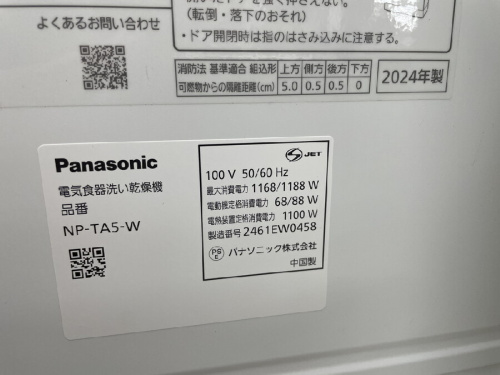 （転倒・落下のおそれ）
・ドア開閉時は指のはさみ込みに注意する。
よくあるお問い合わせ
消防法 基準適合 組込形 上方 側方 後方 下方
可燃物からの隔離距離(cm) 5.0 0.5 0.5 0
2024年製
Panasonic
電気食器洗い乾燥機
品番
NP-TA5-W
JET
100 V 50/60 Hz
最大消費電力 1168/1188 W
電動機定格消費電力 68/88 W
電熱装置定格消費電力 1100 W
製造番号 2461EW0458
PS E パナソニック株式会社
中国製